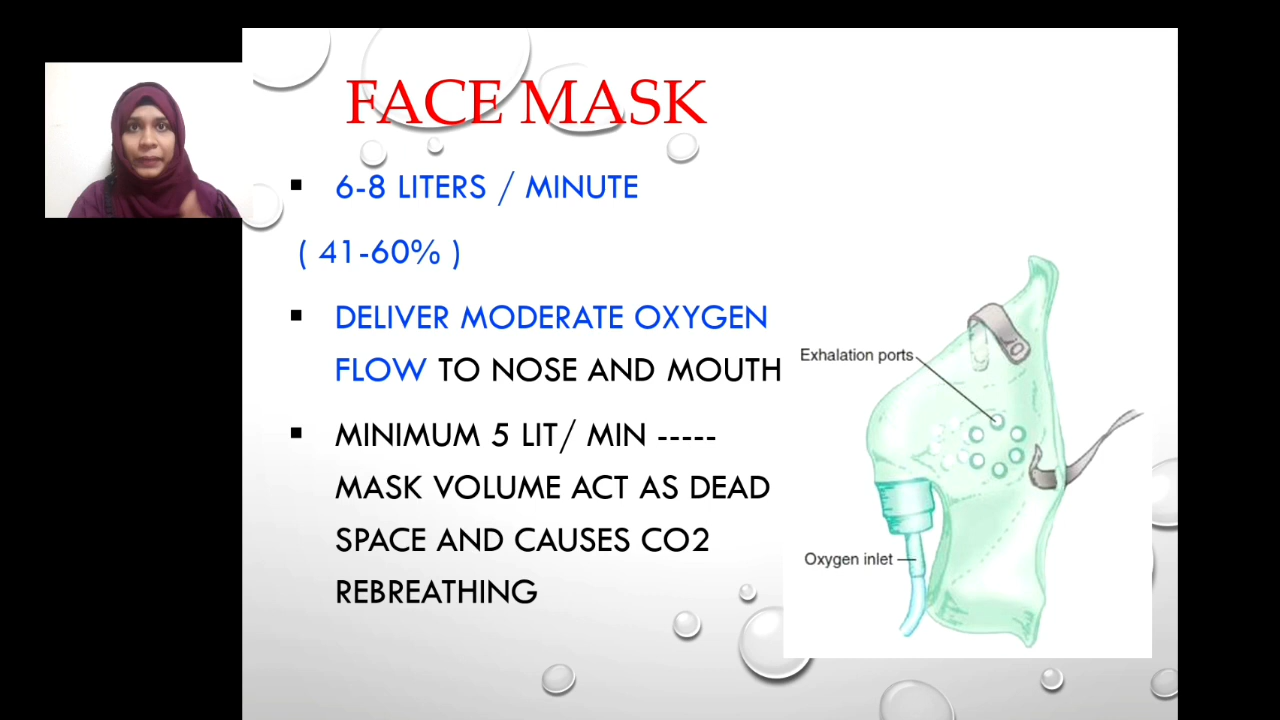 FACE MASK
6-8 LITERS / MINUTE
( 41-60% )
DELIVER MODERATE OXYGEN
FLOW TO NOSE AND MOUTH
MINIMUM 5 LIT/ MIN -----
MASK VOLUME ACT AS DEAD
SPACE AND CAUSES CO2
REBREATHING
Exhalation ports
Oxygen inlet